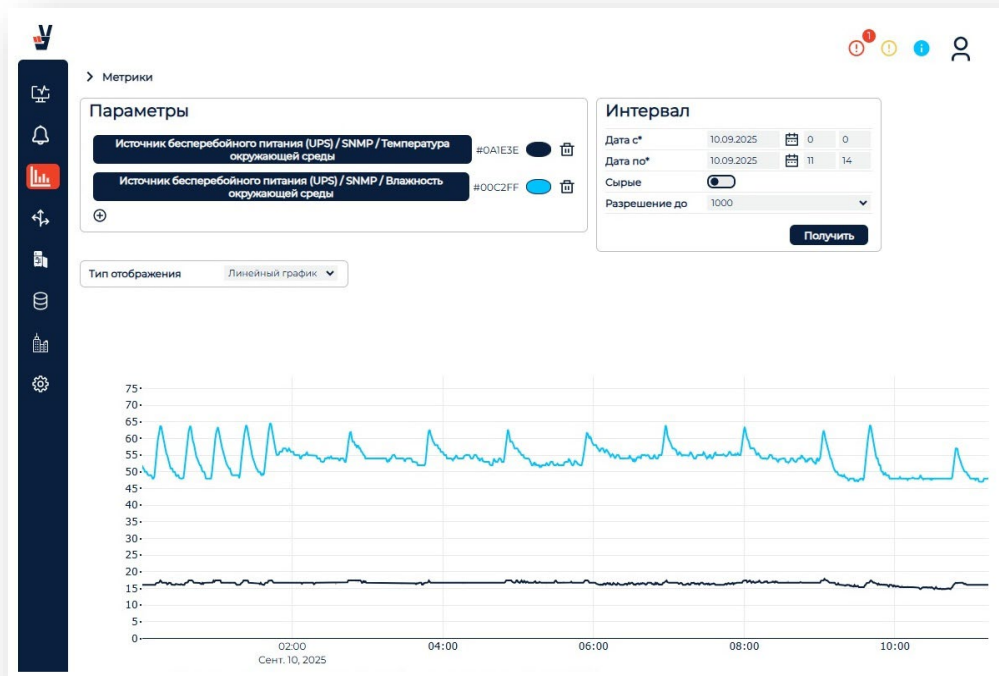 1
Метрики
Параметры
Источник бесперебойного питания (UPS) / SNMP / Температура
окружающей среды
#0A1E3E
Источник бесперебойного питания (UPS) / SNMP / Влажность
окружающей среды
#00C2FF
Интервал
Дата с*
10.09.2025
0
0
Дата по*
10.09.2025
11
14
Сырые
Разрешение до
1000
Получить
Тип отображения
Линейный график
75
70
65
60
55
50
45
40
35
30
25
20
15
10
5
0
02:00
04:00
06:00
08:00
10:00
Сент. 10, 2025